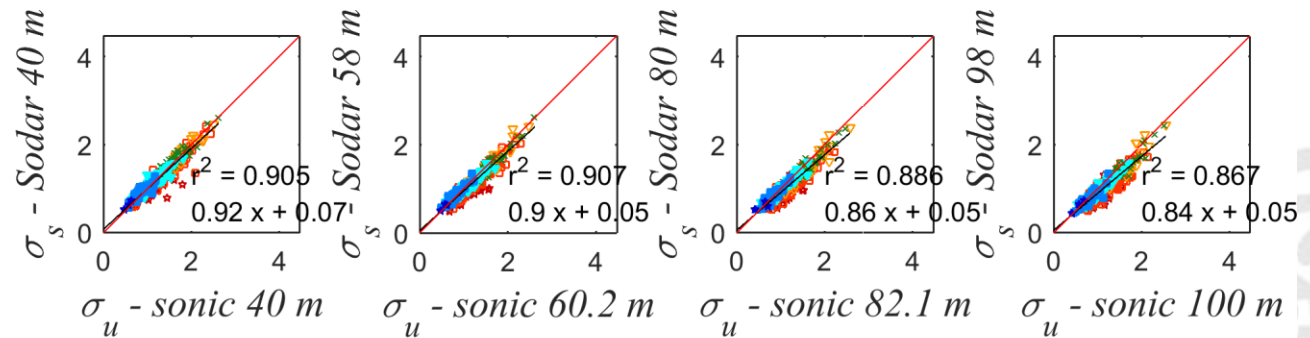 σs - Sodar 40 m
4
2
0
r² = 0.905
0.92 x + 0.07
0 2 4
σu - sonic 40 m
σs - Sodar 58 m
4
2
0
r² = 0.907
0.9 x + 0.05
0 2 4
σu - sonic 60.2 m
σs - Sodar 80 m
4
2
0
r² = 0.886
0.86 x + 0.05
0 2 4
σu - sonic 82.1 m
σs - Sodar 98 m
4
2
0
r² = 0.867
0.84 x + 0.05
0 2 4
σu - sonic 100 m